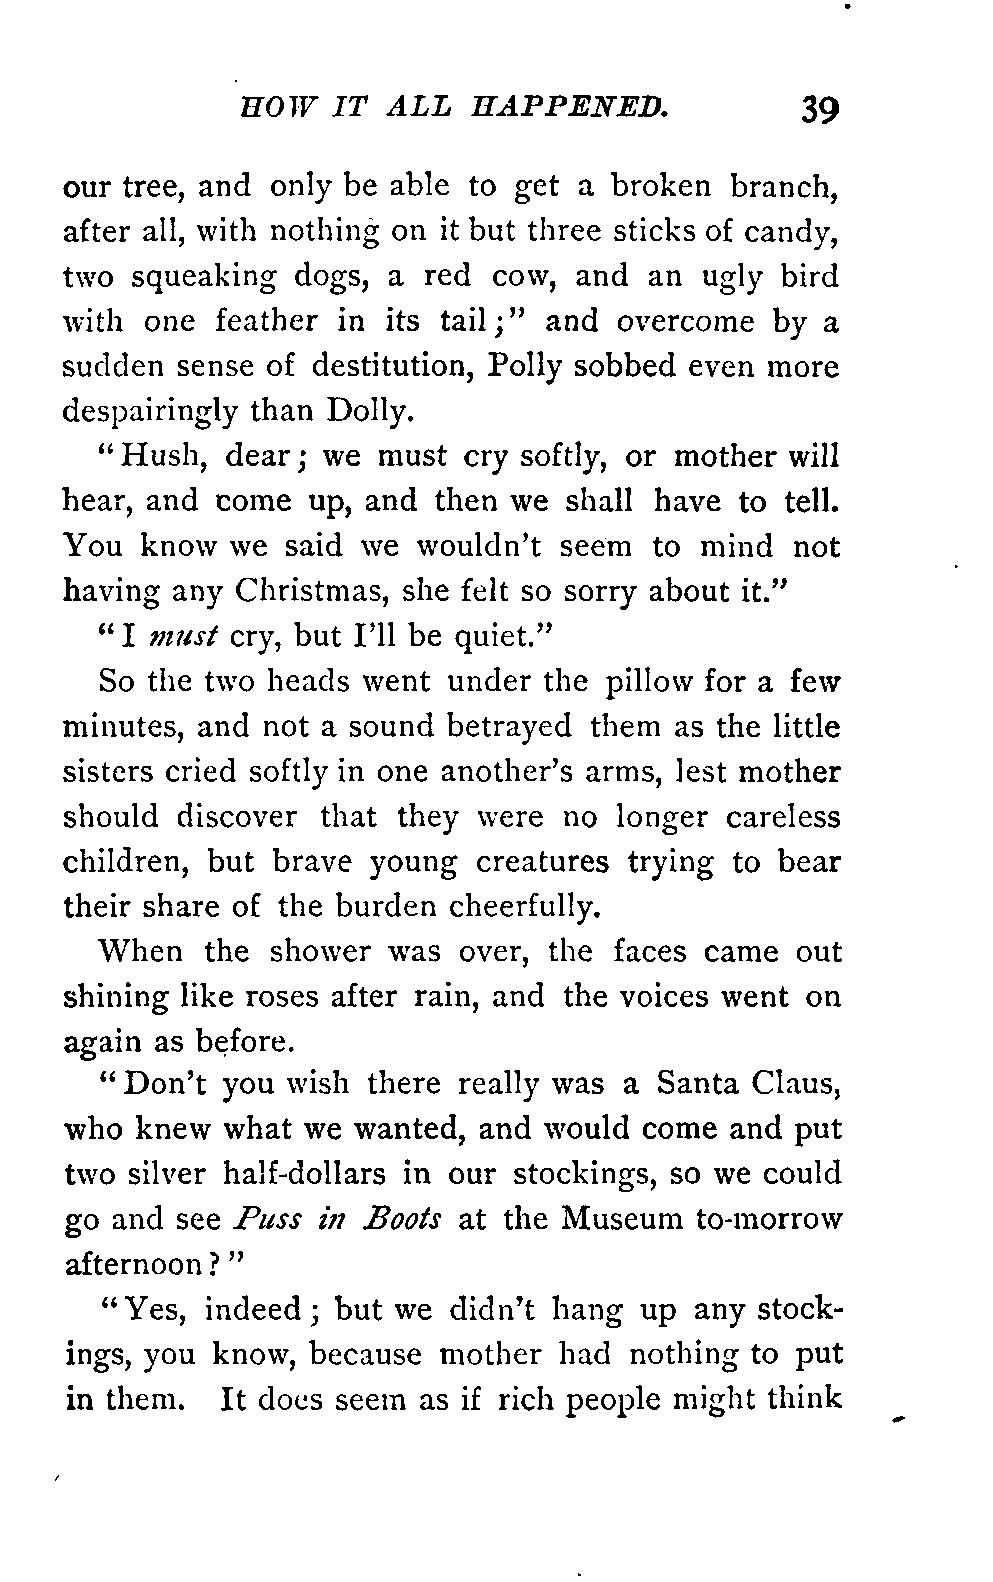 HOW IT ALL HAPPENED. 39
our tree, and only be able to get a broken branch,
after all, with nothing on it but three sticks of candy,
two squeaking dogs, a red cow, and an ugly bird
with one feather in its tail;" and overcome by a
sudden sense of destitution, Polly sobbed even more
despairingly than Dolly.
"Hush, dear; we must cry softly, or mother will
hear, and come up, and then we shall have to tell.
You know we said we wouldn't seem to mind not
having any Christmas, she felt so sorry about it."
"I must cry, but I'll be quiet."
So the two heads went under the pillow for a few
minutes, and not a sound betrayed them as the little
sisters cried softly in one another's arms, lest mother
should discover that they were no longer careless
children, but brave young creatures trying to bear
their share of the burden cheerfully.
When the shower was over, the faces came out
shining like roses after rain, and the voices went on
again as before.
"Don't you wish there really was a Santa Claus,
who knew what we wanted, and would come and put
two silver half-dollars in our stockings, so we could
go and see Puss in Boots at the Museum to-morrow
afternoon?"
"Yes, indeed; but we didn't hang up any stock-
ings, you know, because mother had nothing to put
in them. It does seem as if rich people might think